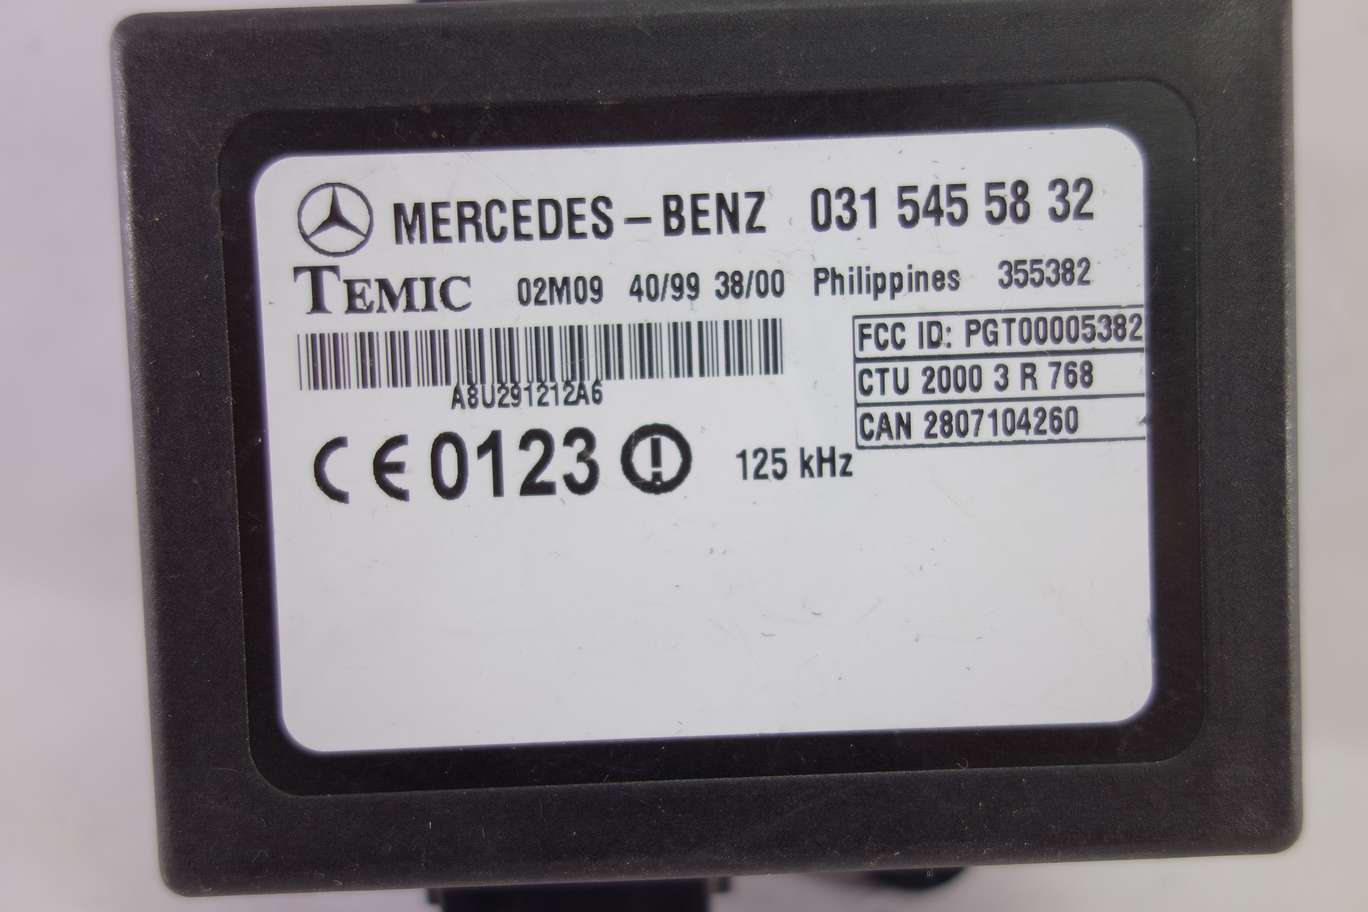 MERCEDES-BENZ 031 545 58 32
TEMIC 02M09 40/99 38/00 Philippines 355382
FCC ID: PGT00005382
CTU 2000 3 R 768
CAN 2807104260
A8U291212A6
CE 0123 125 kHz